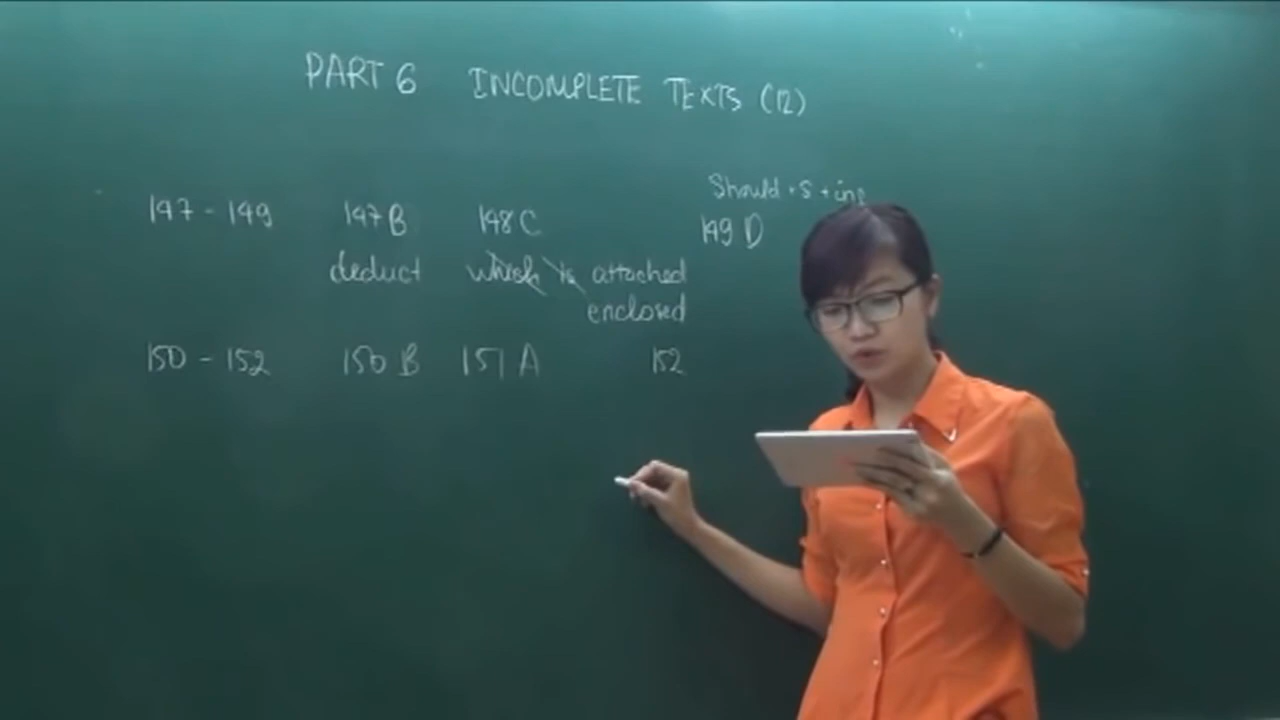 PART 6 INCOMPLETE TEXTS (12)
Should + S + inf
147 - 149 147 B 148 C 149 D
deduct which is attached
enclosed
150 - 152 150 B 151 A 152